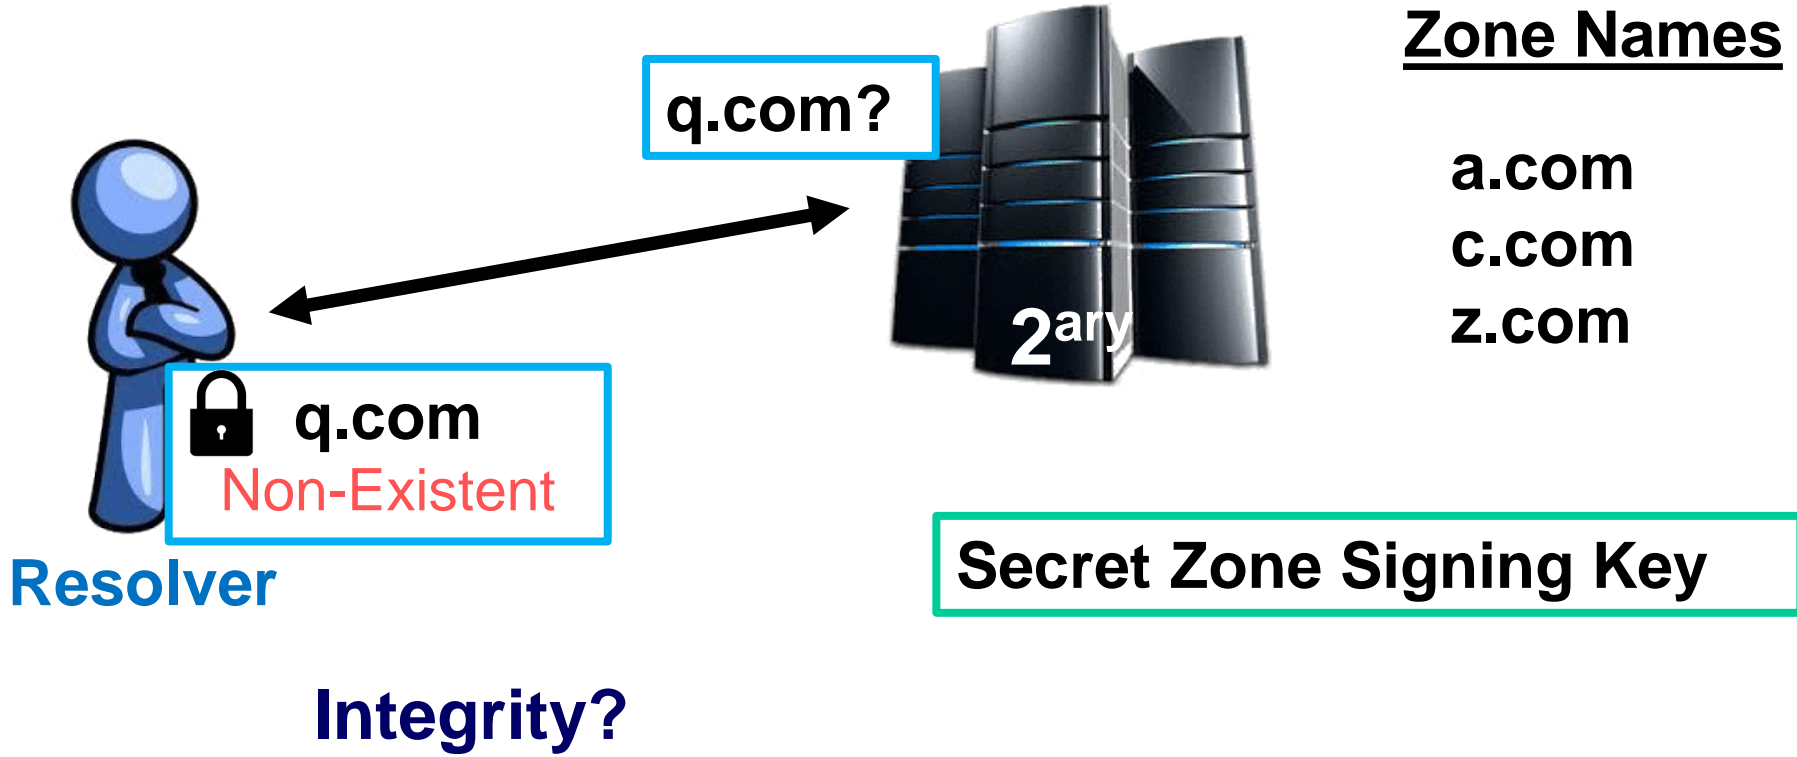 Zone Names
q.com?
a.com
c.com
z.com
2ary
q.com
Non-Existent
Secret Zone Signing Key
Resolver
Integrity?